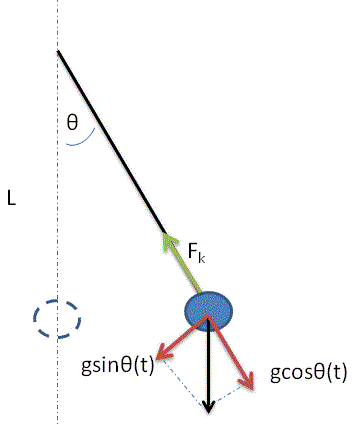 θ
L
Fk
gsinθ(t)
gcosθ(t)